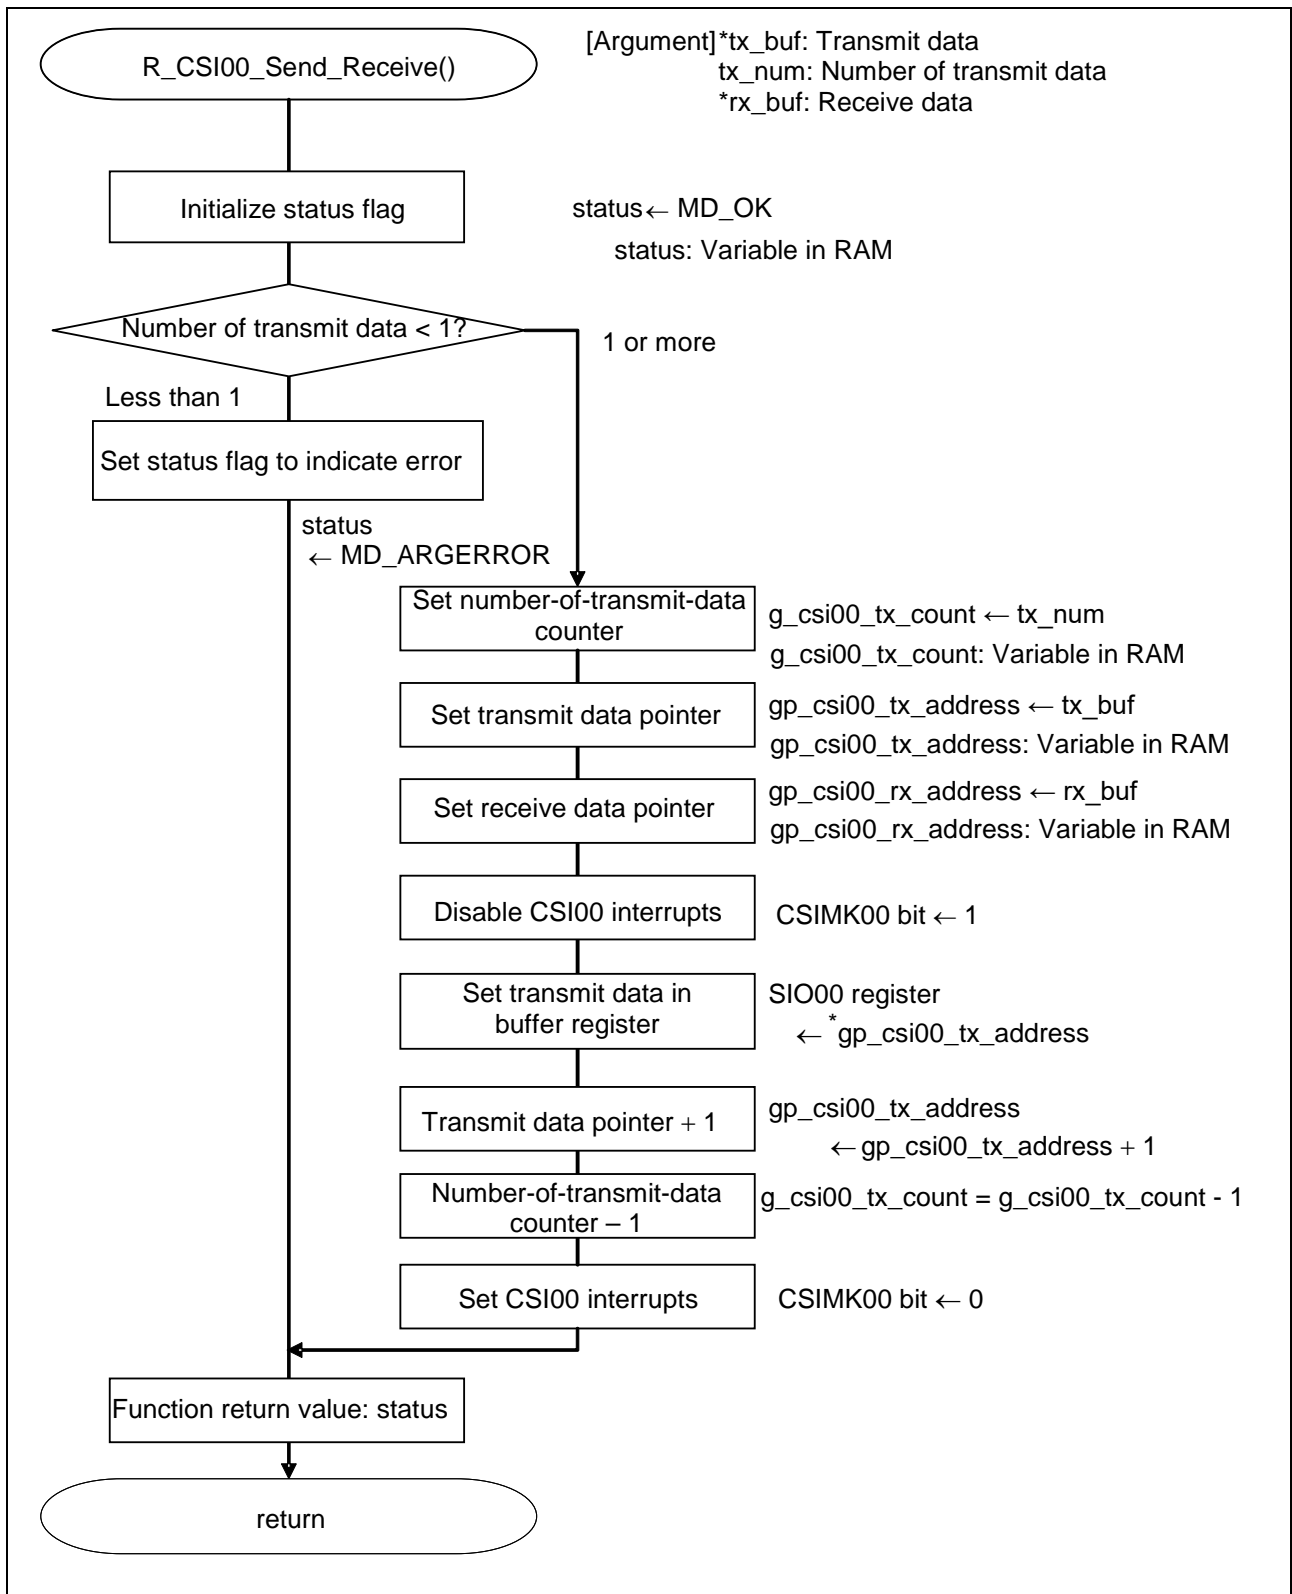 R_CSI00_Send_Receive()
[Argument]*tx_buf: Transmit data
tx_num: Number of transmit data
*rx_buf: Receive data
Initialize status flag
status← MD_OK
status: Variable in RAM
Number of transmit data < 1?
1 or more
Less than 1
Set status flag to indicate error
status
← MD_ARGERROR
Set number-of-transmit-data
counter
g_csi00_tx_count ← tx_num
g_csi00_tx_count: Variable in RAM
Set transmit data pointer
gp_csi00_tx_address ← tx_buf
gp_csi00_tx_address: Variable in RAM
Set receive data pointer
gp_csi00_rx_address ← rx_buf
gp_csi00_rx_address: Variable in RAM
Disable CSI00 interrupts
CSIMK00 bit ← 1
Set transmit data in
buffer register
SIO00 register
← *gp_csi00_tx_address
Transmit data pointer + 1
gp_csi00_tx_address
← gp_csi00_tx_address + 1
Number-of-transmit-data
counter – 1
g_csi00_tx_count = g_csi00_tx_count - 1
Set CSI00 interrupts
CSIMK00 bit ← 0
Function return value: status
return